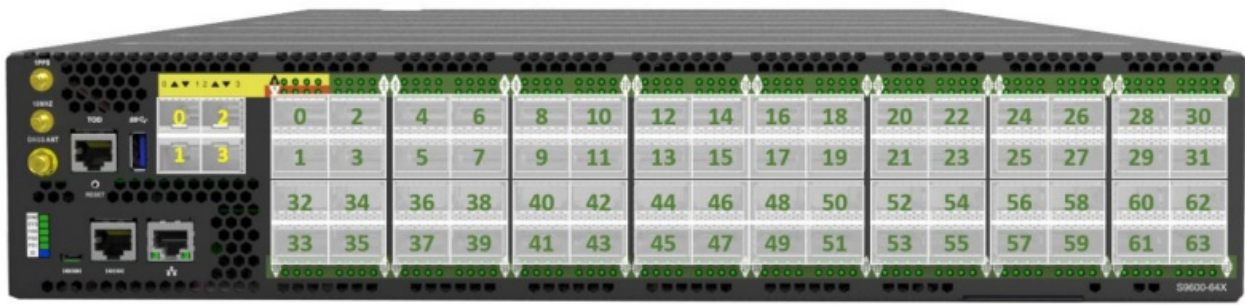 1PPS
10MHZ
GNSS ANT
TOD
0 ▲▼ 1 2 ▲▼ 3
0 2
1 3
RESET
0 2 4 6 8 10 12 14 16 18 20 22 24 26 28 30
1 3 5 7 9 11 13 15 17 19 21 23 25 27 29 31
32 34 36 38 40 42 44 46 48 50 52 54 56 58 60 62
33 35 37 39 41 43 45 47 49 51 53 55 57 59 61 63
S9600-64X